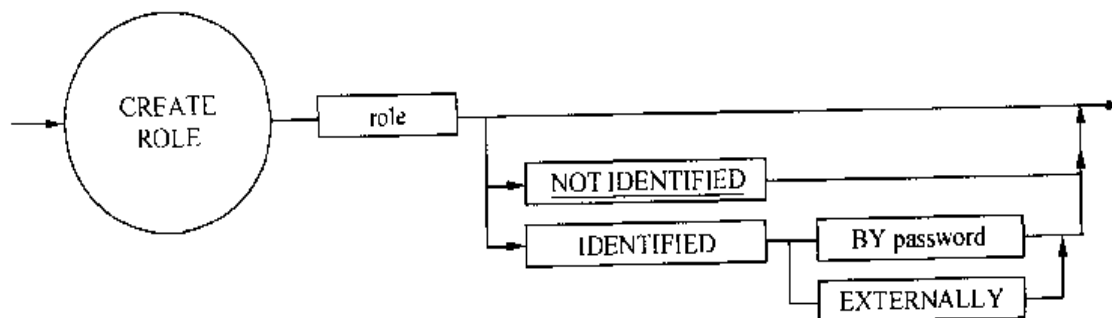 CREATE
ROLE
role
NOT IDENTIFIED
IDENTIFIED
BY password
EXTERNALLY